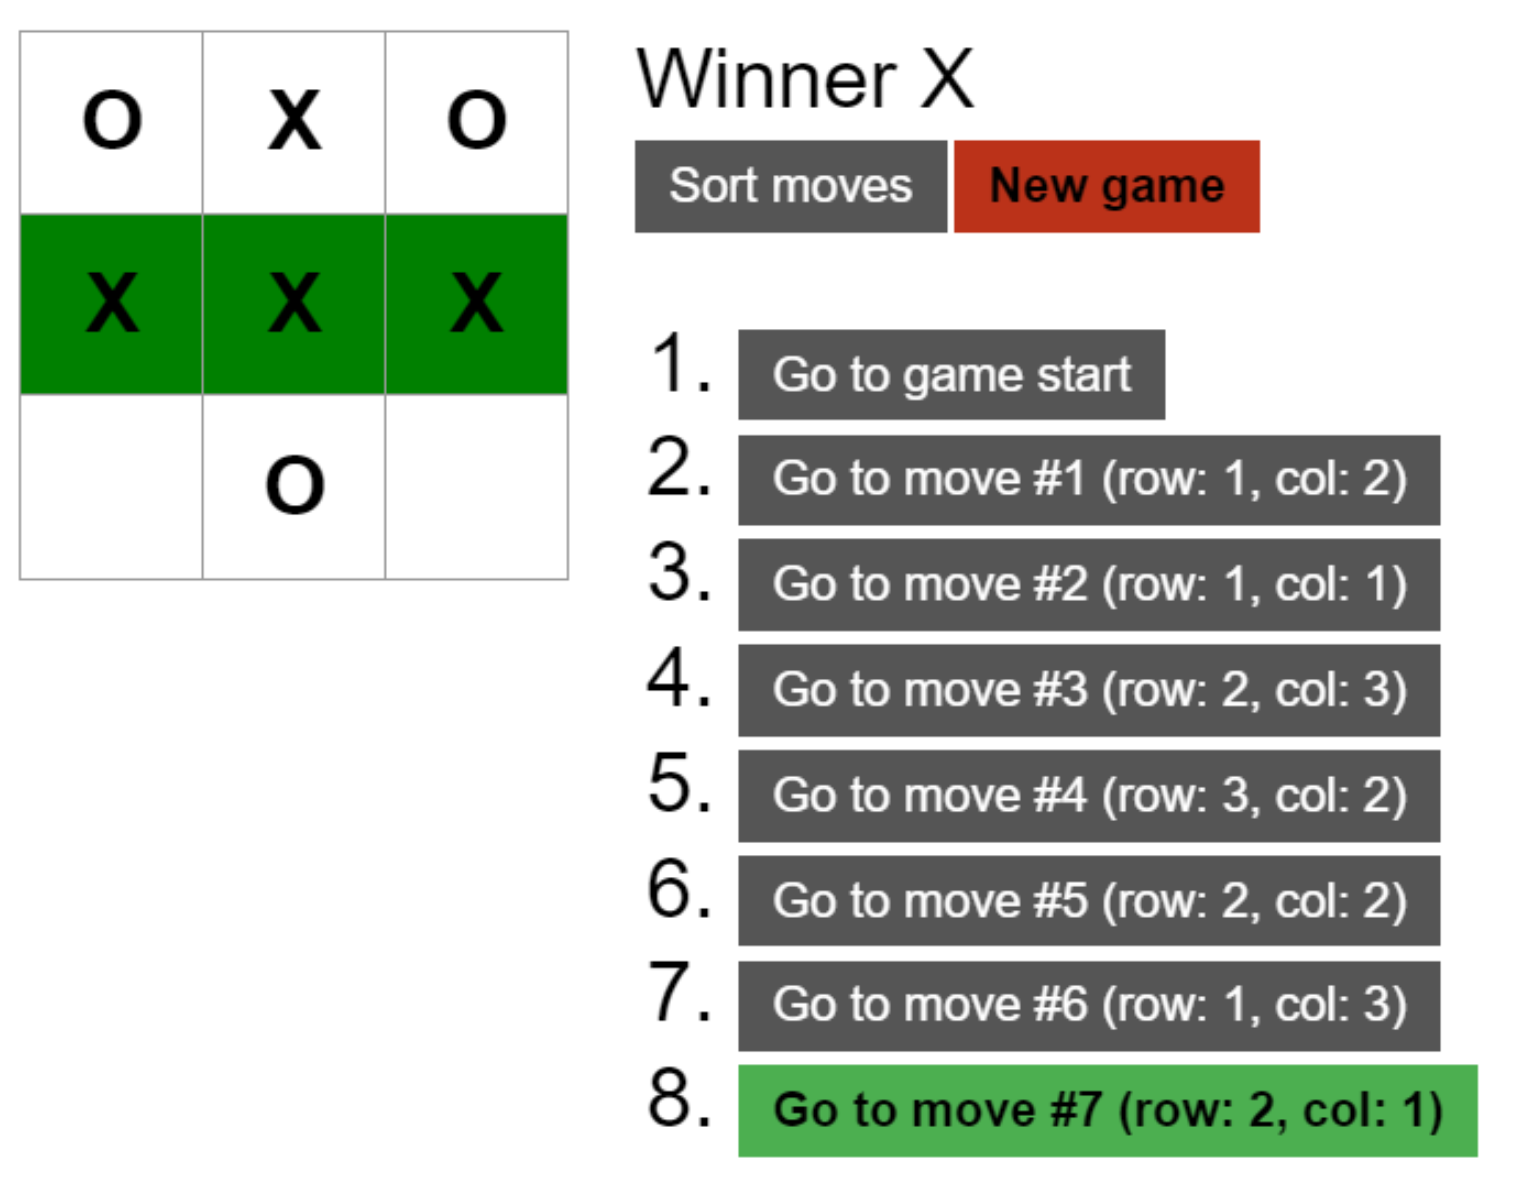 O X O
X X X
O
Winner X
Sort moves New game
1. Go to game start
2. Go to move #1 (row: 1, col: 2)
3. Go to move #2 (row: 1, col: 1)
4. Go to move #3 (row: 2, col: 3)
5. Go to move #4 (row: 3, col: 2)
6. Go to move #5 (row: 2, col: 2)
7. Go to move #6 (row: 1, col: 3)
8. Go to move #7 (row: 2, col: 1)